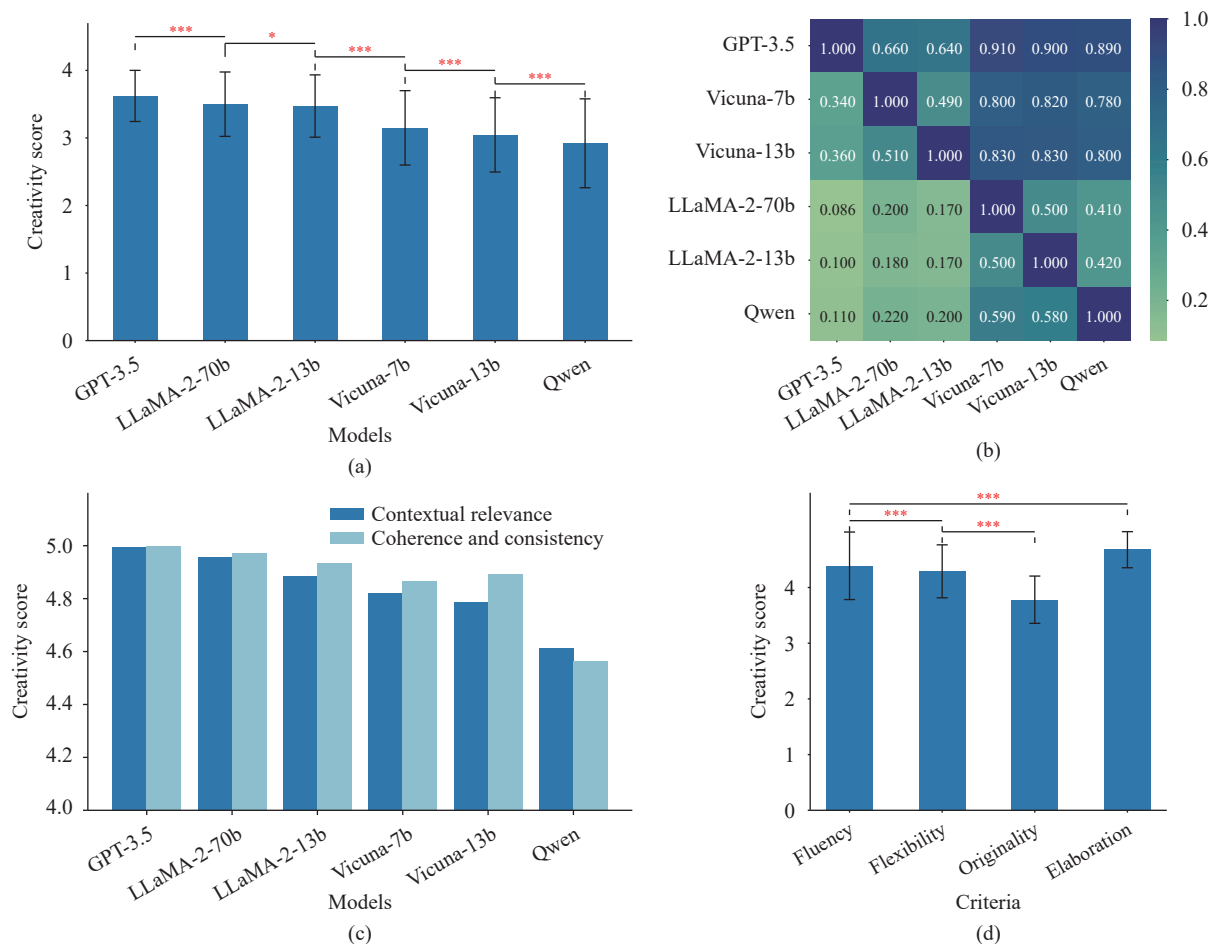 *** * *** *** ***
4
3
2
1
0
Creativity score
GPT-3.5 LLaMA-2-70b LLaMA-2-13b Vicuna-7b Vicuna-13b Qwen
Models
(a)
GPT-3.5 1.000 0.660 0.640 0.910 0.900 0.890
Vicuna-7b 0.340 1.000 0.490 0.800 0.820 0.780
Vicuna-13b 0.360 0.510 1.000 0.830 0.830 0.800
LLaMA-2-70b 0.086 0.200 0.170 1.000 0.500 0.410
LLaMA-2-13b 0.100 0.180 0.170 0.500 1.000 0.420
Qwen 0.110 0.220 0.200 0.590 0.580 1.000
GPT-3.5 LLaMA-2-70b LLaMA-2-13b Vicuna-7b Vicuna-13b Qwen
1.0
0.8
0.6
0.4
0.2
(b)
Contextual relevance
Coherence and consistency
5.0
4.8
4.6
4.4
4.2
4.0
Creativity score
GPT-3.5 LLaMA-2-70b LLaMA-2-13b Vicuna-7b Vicuna-13b Qwen
Models
(c)
***
*** ***
4
3
4
2
4
0
Creativity score
Fluency Flexibility Originality Elaboration
Criteria
(d)